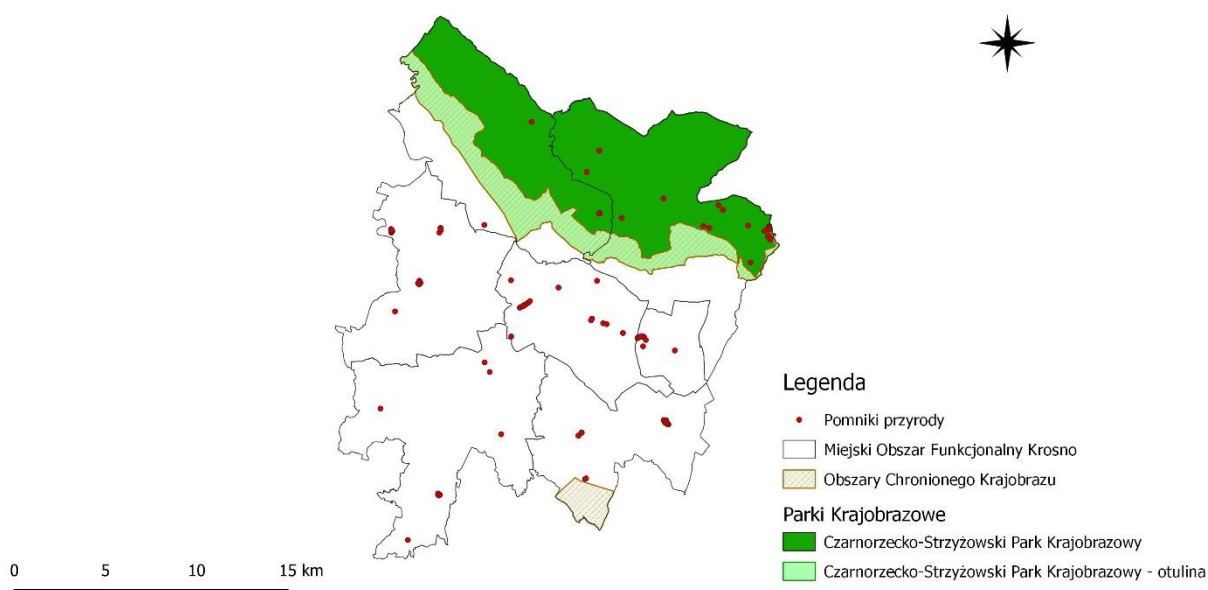 Legenda
Pomniki przyrody
Miejski Obszar Funkcjonalny Krosno
Obszary Chronionego Krajobrazu
Parki Krajobrazowe
Czarnorzecko-Strzyżowski Park Krajobrazowy
Czarnorzecko-Strzyżowski Park Krajobrazowy - otulina
0 5 10 15 km